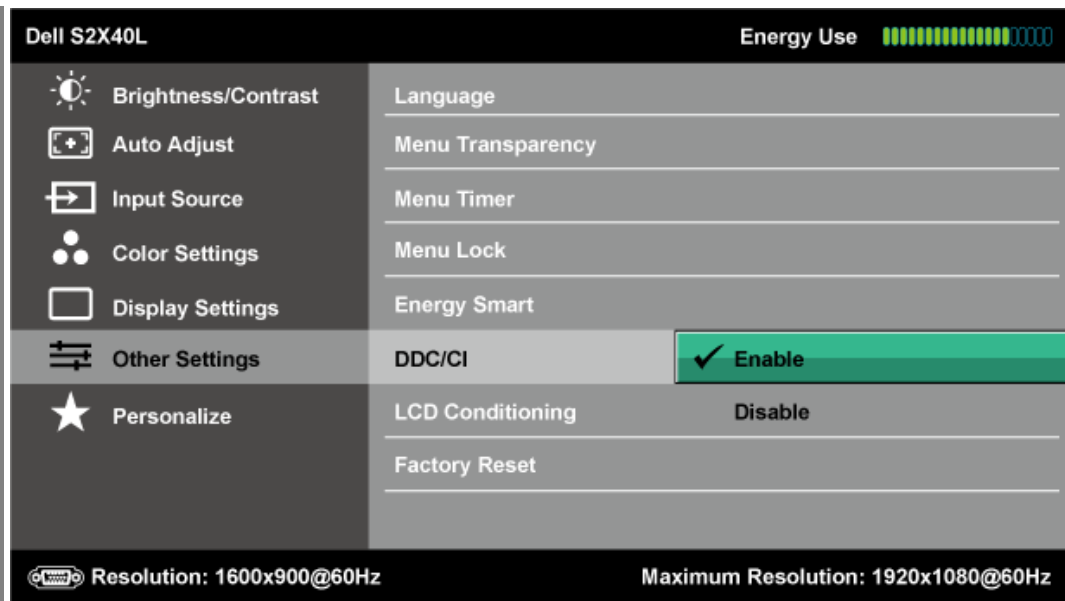 Dell S2X40L Energy Use
Brightness/Contrast Language
Auto Adjust Menu Transparency
Input Source Menu Timer
Color Settings Menu Lock
Display Settings Energy Smart
Other Settings DDC/CI Enable
Personalize LCD Conditioning Disable
Factory Reset
Resolution: 1600x900@60Hz Maximum Resolution: 1920x1080@60Hz